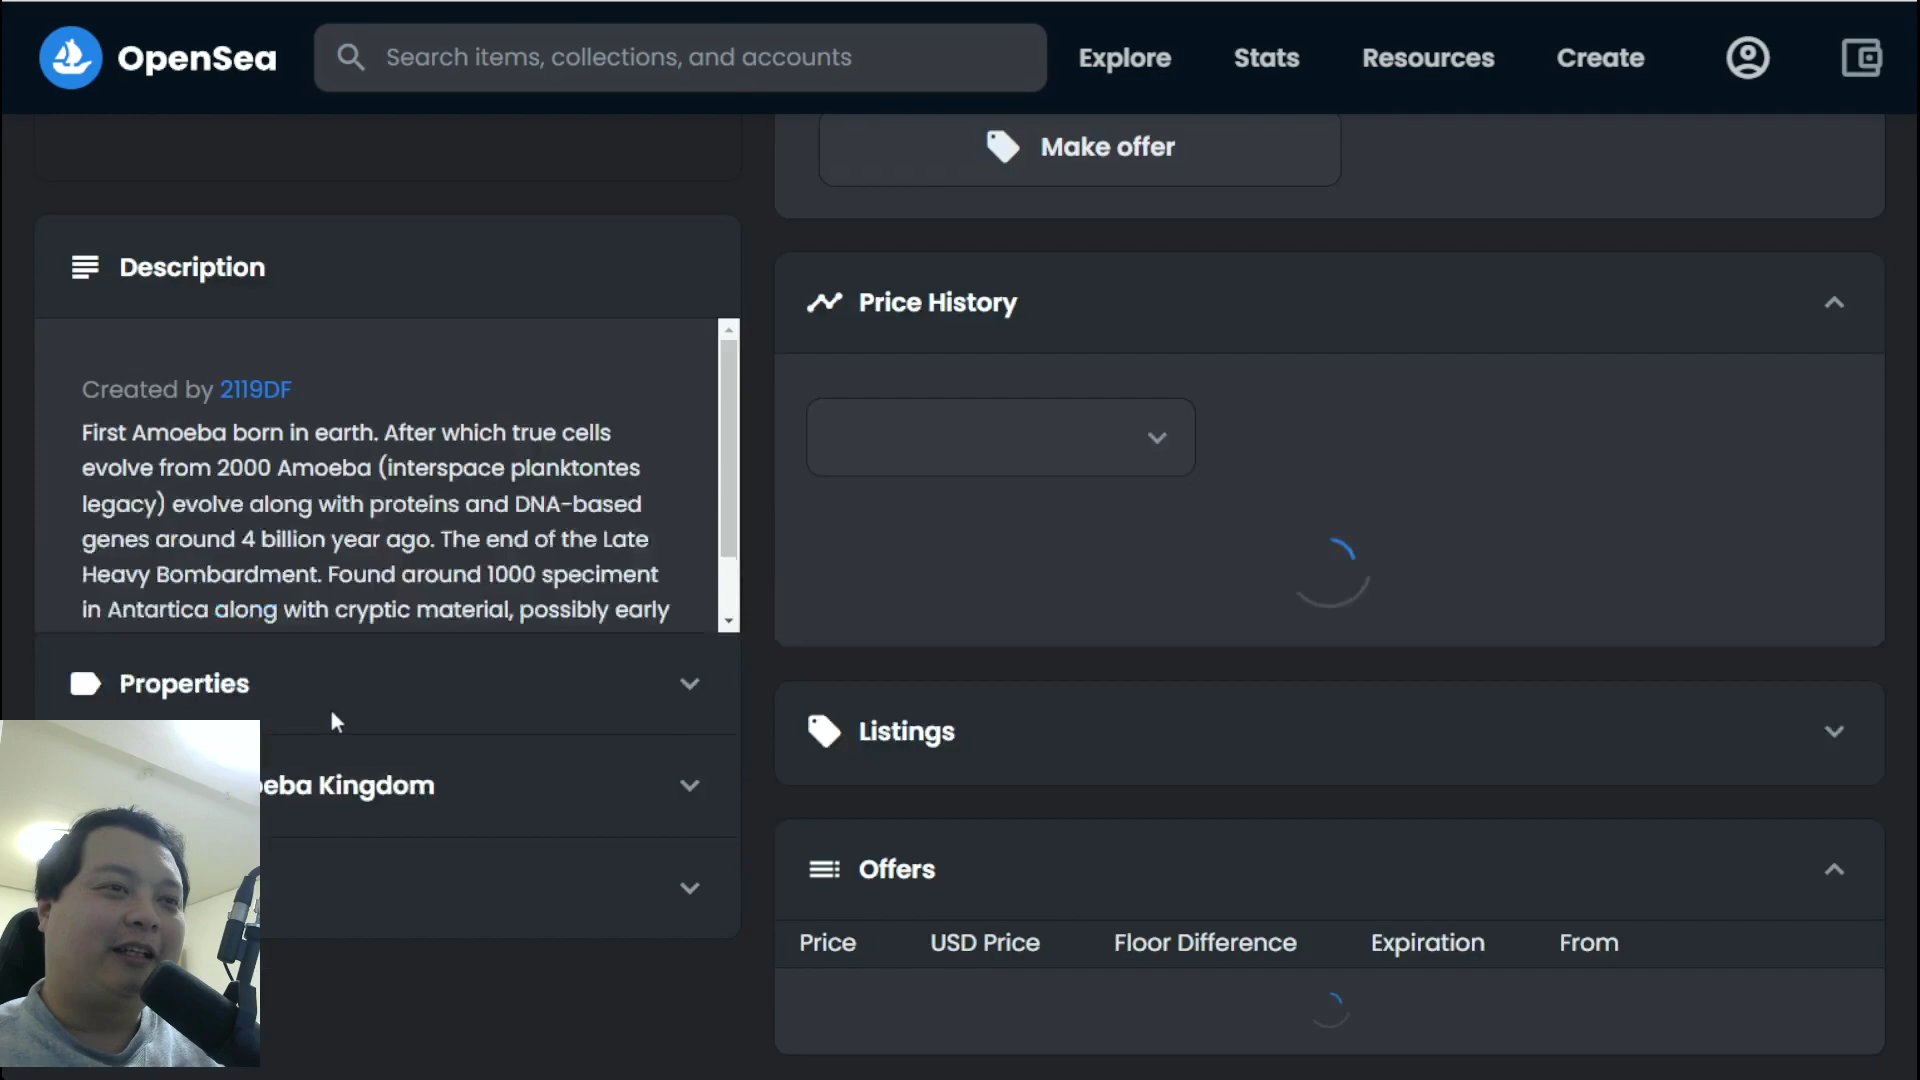 OpenSea
Search items, collections, and accounts
Explore
Stats
Resources
Create
Make offer
Description
Created by 2119DF
First Amoeba born in earth. After which true cells
evolve from 2000 Amoeba (interspace planktontes
legacy) evolve along with proteins and DNA-based
genes around 4 billion year ago. The end of the Late
Heavy Bombardment. Found around 1000 speciment
in Antartica along with cryptic material, possibly early
Properties
eba Kingdom
Price History
Listings
Offers
Price
USD Price
Floor Difference
Expiration
From